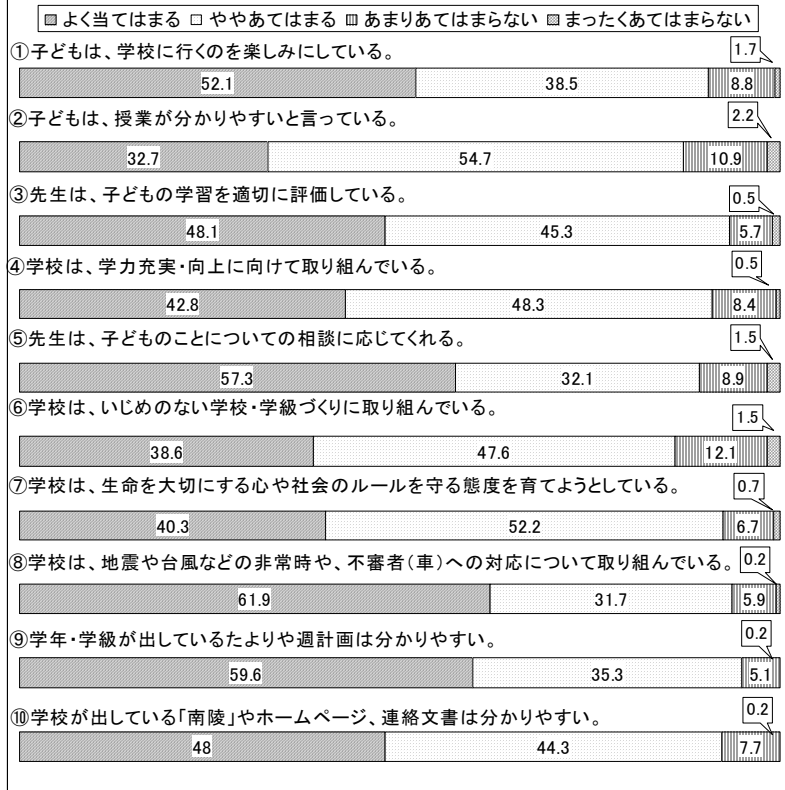 よく当てはまる ややあてはまる あまりあてはまらない まったくあてはまらない
①子どもは、学校に行くのを楽しみにしている。 1.7
52.1 38.5 8.8
②子どもは、授業が分かりやすいと言っている。 2.2
32.7 54.7 10.9
③先生は、子どもの学習を適切に評価している。 0.5
48.1 45.3 5.7
④学校は、学力充実・向上に向けて取り組んでいる。 0.5
42.8 48.3 8.4
⑤先生は、子どものことについての相談に応じてくれる。 1.5
57.3 32.1 8.9
⑥学校は、いじめのない学校・学級づくりに取り組んでいる。 1.5
38.6 47.6 12.1
⑦学校は、生命を大切にする心や社会のルールを守る態度を育てようとしている。 0.7
40.3 52.2 6.7
⑧学校は、地震や台風などの非常時や、不審者(車)への対応について取り組んでいる。 0.2
61.9 31.7 5.9
⑨学年・学級が出しているたよりや週計画は分かりやすい。 0.2
59.6 35.3 5.1
⑩学校が出している「南陵」やホームページ、連絡文書は分かりやすい。 0.2
48 44.3 7.7